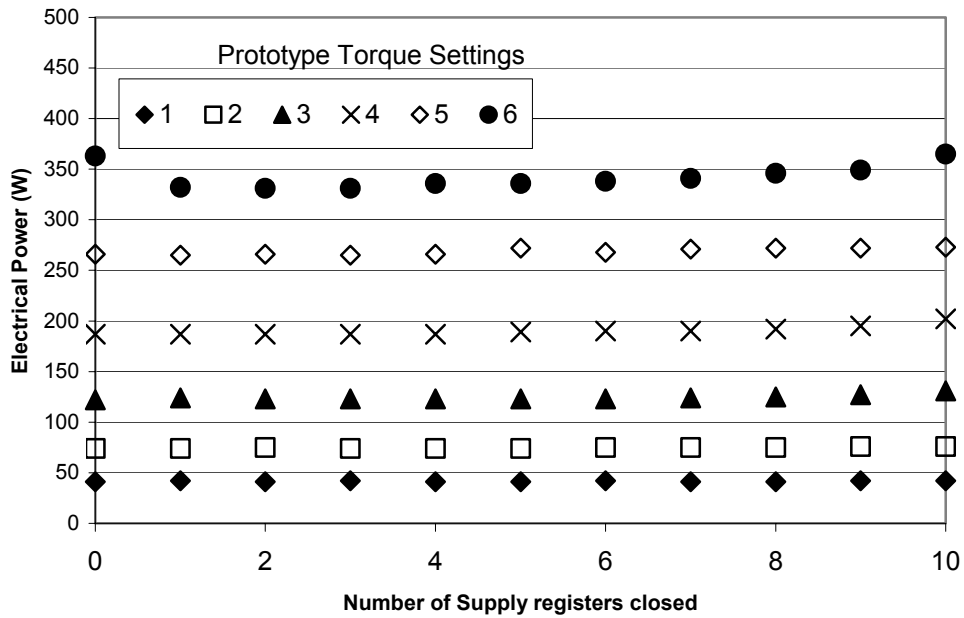 500
450
400
350
300
250
200
150
100
50
0
Electrical Power (W)
Prototype Torque Settings
1 2 3 4 5 6
0 2 4 6 8 10
Number of Supply registers closed